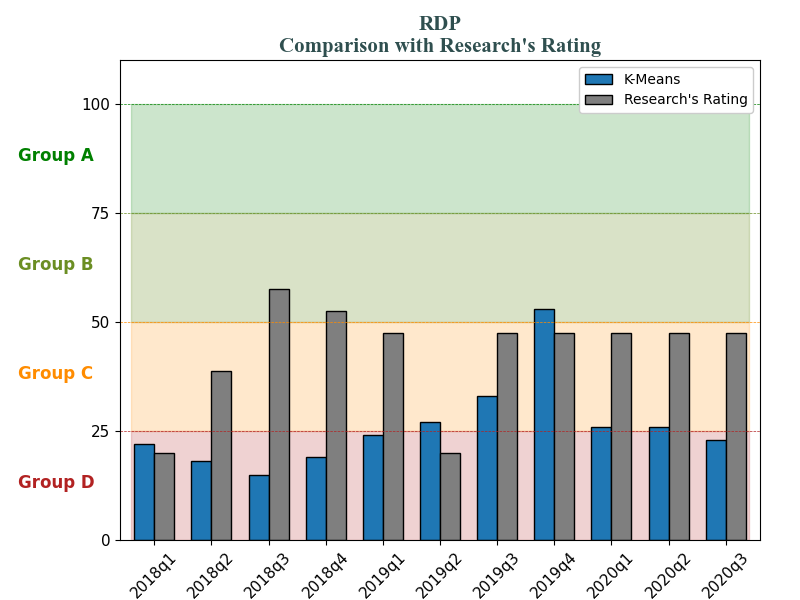 RDP
Comparison with Research's Rating
K-Means
Research's Rating
100
Group A
75
Group B
50
Group C
25
Group D
0
2018q1
2018q2
2018q3
2018q4
2019q1
2019q2
2019q3
2019q4
2020q1
2020q2
2020q3